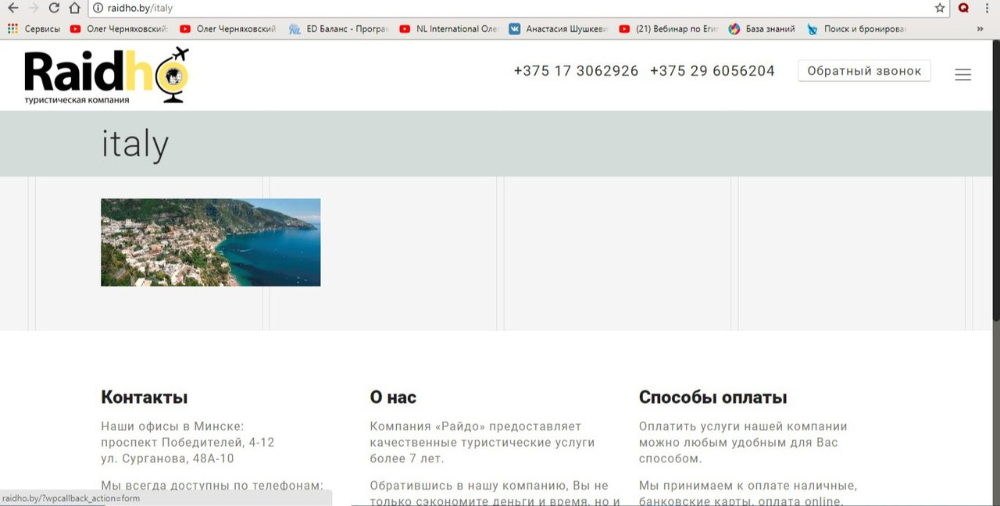 raidho.by/italy
Сервисы
Олег Черняховский
Олег Черняховский
ED Баланс - Програм
NL International Оле
Анастасия Шушкеви
(21) Вебинар по Еги
База знаний
Поиск и бронирован
»
Raidho
туристическая компания
+375 17 3062926 +375 29 6056204
Обратный звонок
italy
Контакты
Наши офисы в Минске:
проспект Победителей, 4-12
ул. Сурганова, 48А-10
Мы всегда доступны по телефонам:
О нас
Компания «Райдо» предоставляет
качественные туристические услуги
более 7 лет.
Обратившись в нашу компанию, Вы не
только сэкономите деньги и время, но и
Способы оплаты
Оплатить услуги нашей компании
можно любым удобным для Вас
способом.
Мы принимаем к оплате наличные,
банковские карты, оплата online,
raidho.by/?wpcallback_action=form